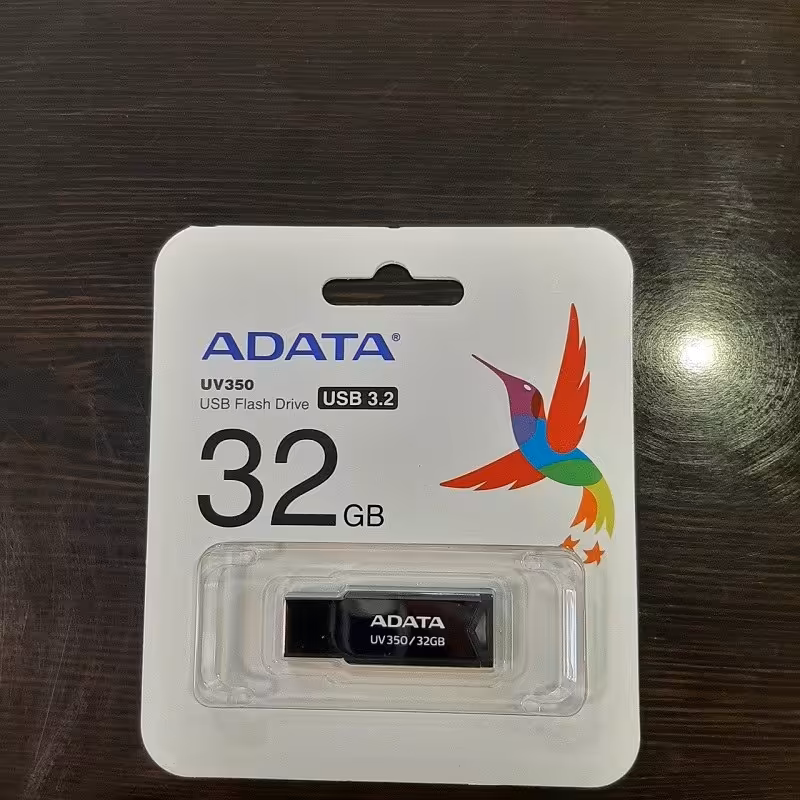 ADATA®
UV350
USB Flash Drive USB 3.2
32GB
ADATA
UV350/32GB